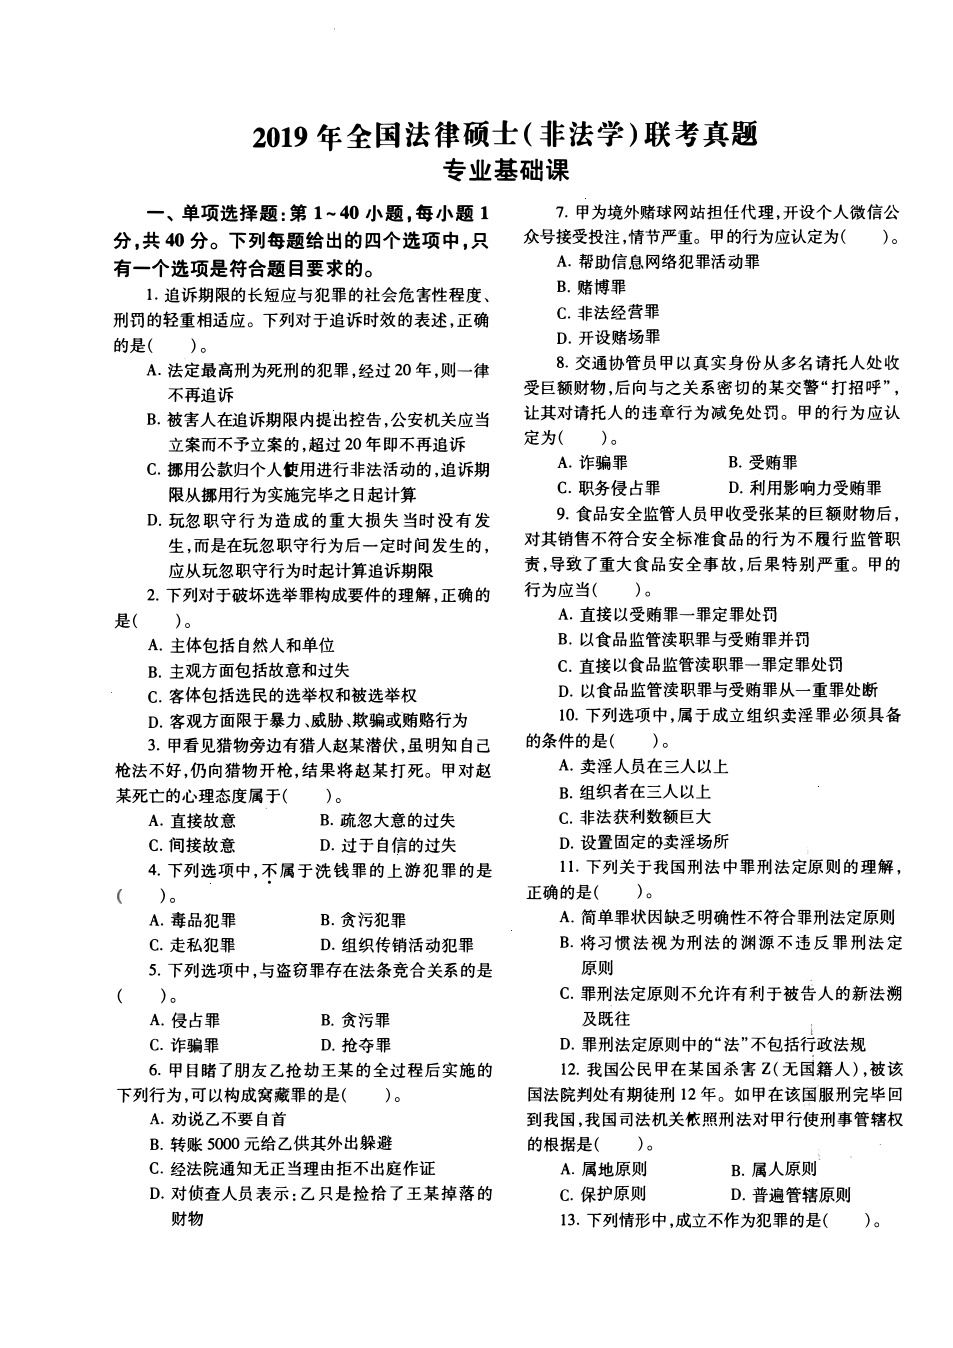 2019 年全国法律硕士(非法学)联考真题
专业基础课
一、单项选择题:第 1~40 小题,每小题 1
分,共 40 分。下列每题给出的四个选项中,只
有一个选项是符合题目要求的。
1. 追诉期限的长短应与犯罪的社会危害性程度、
刑罚的轻重相适应。下列对于追诉时效的表述,正确
的是(　　)。
A. 法定最高刑为死刑的犯罪,经过 20 年,则一律
不再追诉
B. 被害人在追诉期限内提出控告,公安机关应当
立案而不予立案的,超过 20 年即不再追诉
C. 挪用公款归个人使用进行非法活动的,追诉期
限从挪用行为实施完毕之日起计算
D. 玩忽职守行为造成的重大损失当时没有发
生,而是在玩忽职守行为后一定时间发生的,
应从玩忽职守行为时起计算追诉期限
2. 下列对于破坏选举罪构成要件的理解,正确的
是(　　)。
A. 主体包括自然人和单位
B. 主观方面包括故意和过失
C. 客体包括选民的选举权和被选举权
D. 客观方面限于暴力、威胁、欺骗或贿赂行为
3. 甲看见猎物旁边有猎人赵某潜伏,虽明知自己
枪法不好,仍向猎物开枪,结果将赵某打死。甲对赵
某死亡的心理态度属于(　　)。
A. 直接故意　　B. 疏忽大意的过失
C. 间接故意　　D. 过于自信的过失
4. 下列选项中,不属于洗钱罪的上游犯罪的是
(　　)。
A. 毒品犯罪　　B. 贪污犯罪
C. 走私犯罪　　D. 组织传销活动犯罪
5. 下列选项中,与盗窃罪存在法条竞合关系的是
(　　)。
A. 侵占罪　　B. 贪污罪
C. 诈骗罪　　D. 抢夺罪
6. 甲目睹了朋友乙抢劫王某的全过程后实施的
下列行为,可以构成窝藏罪的是(　　)。
A. 劝说乙不要自首
B. 转账 5000 元给乙供其外出躲避
C. 经法院通知无正当理由拒不出庭作证
D. 对侦查人员表示:乙只是捡拾了王某掉落的
财物
7. 甲为境外赌球网站担任代理,开设个人微信公
众号接受投注,情节严重。甲的行为应认定为(　　)。
A. 帮助信息网络犯罪活动罪
B. 赌博罪
C. 非法经营罪
D. 开设赌场罪
8. 交通协管员甲以真实身份从多名请托人处收
受巨额财物,后向与之关系密切的某交警“打招呼”,
让其对请托人的违章行为减免处罚。甲的行为应认
定为(　　)。
A. 诈骗罪　　B. 受贿罪
C. 职务侵占罪　　D. 利用影响力受贿罪
9. 食品安全监管人员甲收受张某的巨额财物后,
对其销售不符合安全标准食品的行为不履行监管职
责,导致了重大食品安全事故,后果特别严重。甲的
行为应当(　　)。
A. 直接以受贿罪一罪定罪处罚
B. 以食品监管渎职罪与受贿罪并罚
C. 直接以食品监管渎职罪一罪定罪处罚
D. 以食品监管渎职罪与受贿罪从一重罪处断
10. 下列选项中,属于成立组织卖淫罪必须具备
的条件的是(　　)。
A. 卖淫人员在三人以上
B. 组织者在三人以上
C. 非法获利数额巨大
D. 设置固定的卖淫场所
11. 下列关于我国刑法中罪刑法定原则的理解,
正确的是(　　)。
A. 简单罪状因缺乏明确性不符合罪刑法定原则
B. 将习惯法视为刑法的渊源不违反罪刑法定
原则
C. 罪刑法定原则不允许有利于被告人的新法溯
及既往
D. 罪刑法定原则中的“法”不包括行政法规
12. 我国公民甲在某国杀害 Z(无国籍人),被该
国法院判处有期徒刑 12 年。如甲在该国服刑完毕回
到我国,我国司法机关依照刑法对甲行使刑事管辖权
的根据是(　　)。
A. 属地原则　　B. 属人原则
C. 保护原则　　D. 普遍管辖原则
13. 下列情形中,成立不作为犯罪的是(　　)。